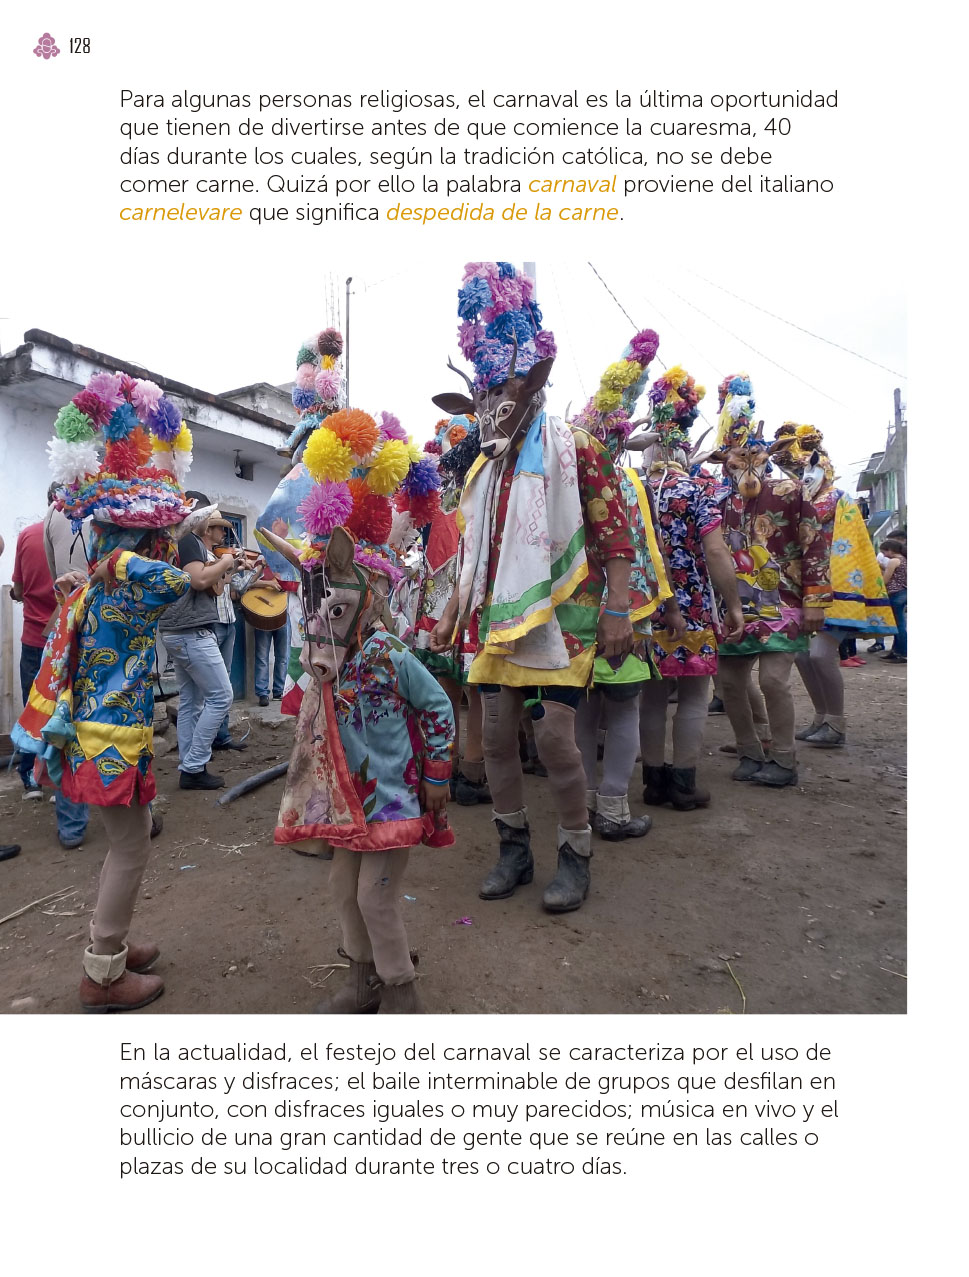 128
Para algunas personas religiosas, el carnaval es la última oportunidad
que tienen de divertirse antes de que comience la cuaresma, 40
días durante los cuales, según la tradición católica, no se debe
comer carne. Quizá por ello la palabra carnaval proviene del italiano
carnelevare que significa despedida de la carne.
En la actualidad, el festejo del carnaval se caracteriza por el uso de
máscaras y disfraces; el baile interminable de grupos que desfilan en
conjunto, con disfraces iguales o muy parecidos; música en vivo y el
bullicio de una gran cantidad de gente que se reúne en las calles o
plazas de su localidad durante tres o cuatro días.